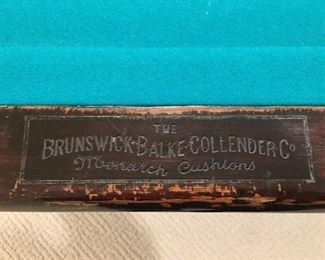 THE
BRUNSWICK-BALKE-COLLENDER-CO
Monarch Cushions